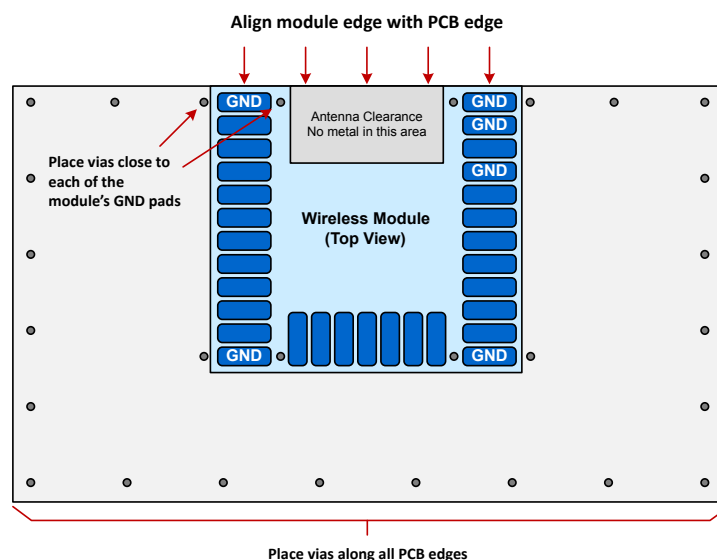 Align module edge with PCB edge
GND
GND
Antenna Clearance
No metal in this area
GND
Place vias close to
each of the
module's GND pads
GND
Wireless Module
(Top View)
GND
GND
Place vias along all PCB edges